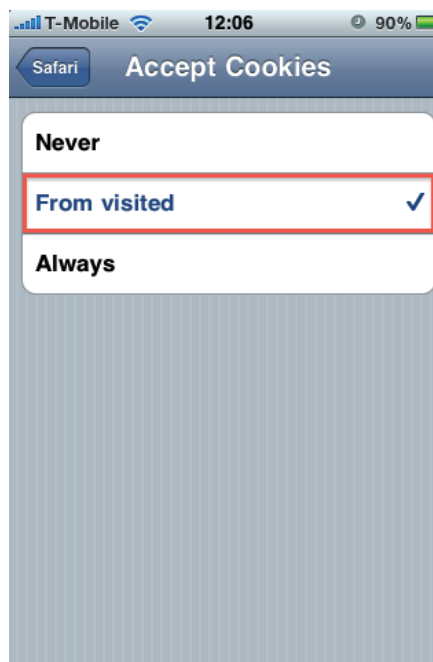 T-Mobile 12:06 90%
Safari Accept Cookies
Never
From visited
Always